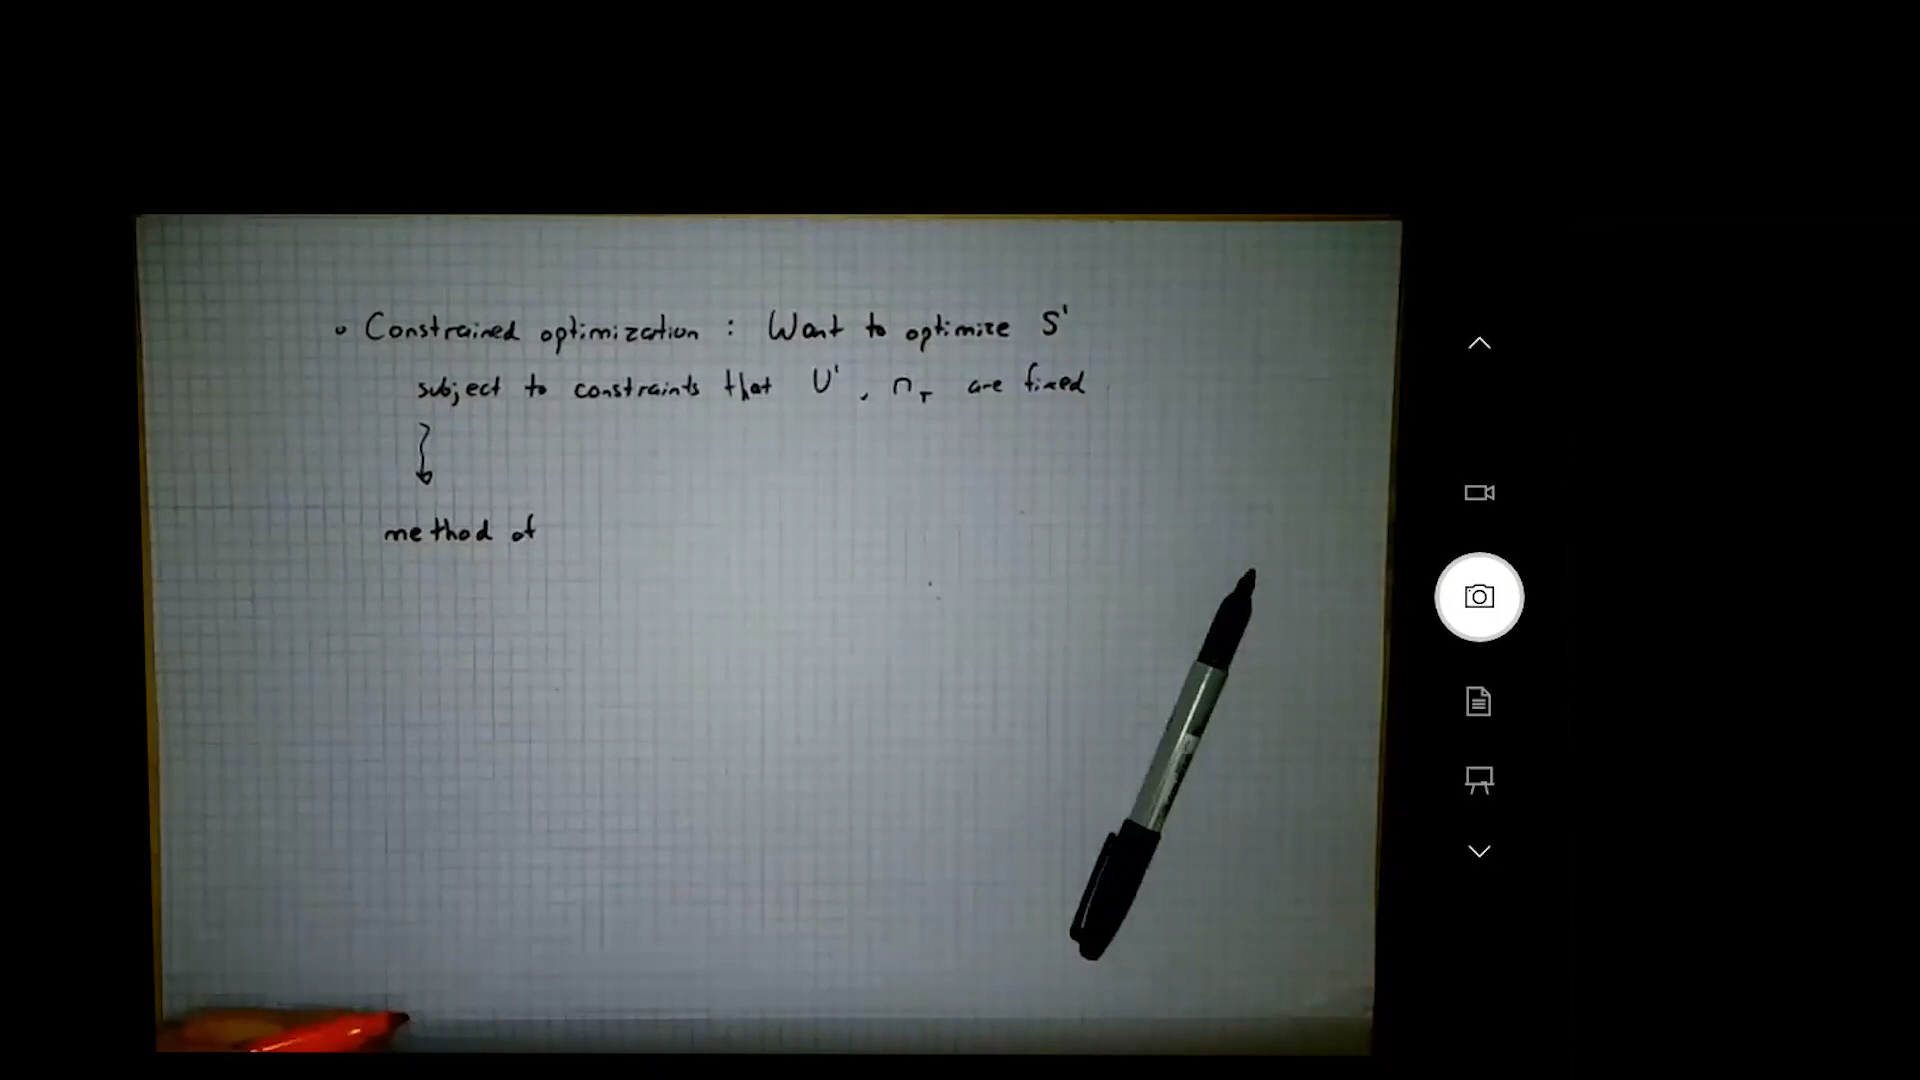 • Constrained optimization : Want to optimize S'
subject to constraints that U' , n_T are fixed
method of